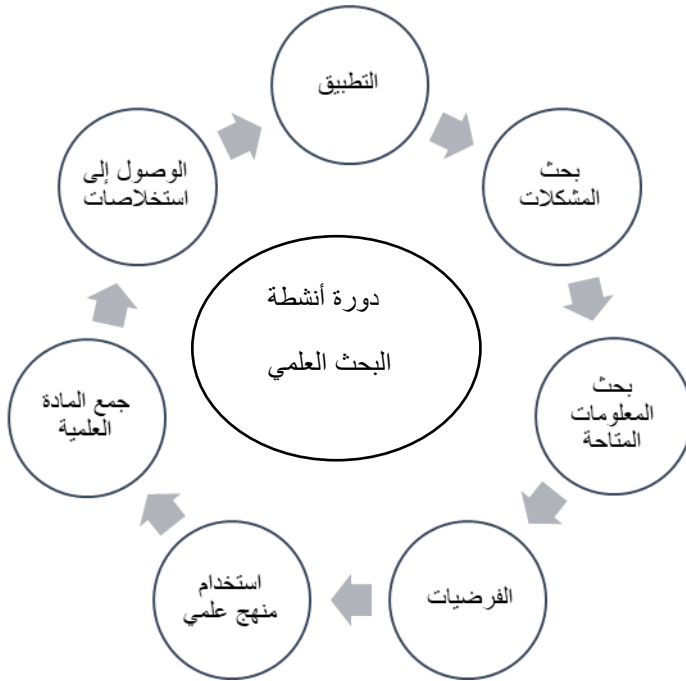 التطبيق
بحث
المشكلات
بحث
المعلومات
المتاحة
الفرضيات
استخدام
منهج علمي
جمع المادة
العلمية
الوصول إلى
استخلاصات
دورة أنشطة
البحث العلمي